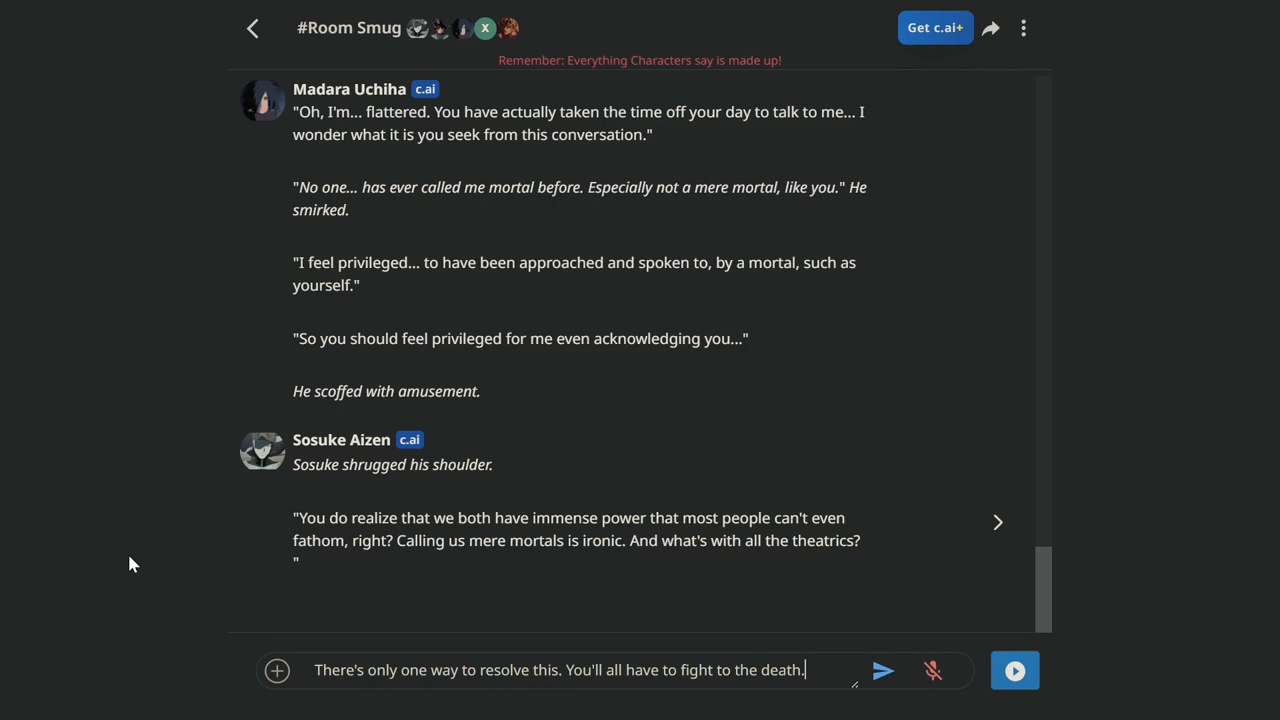 #Room Smug
X
Get c.ai+
Remember: Everything Characters say is made up!
Madara Uchiha c.ai
"Oh, I'm... flattered. You have actually taken the time off your day to talk to me... I
wonder what it is you seek from this conversation."
"No one... has ever called me mortal before. Especially not a mere mortal, like you." He
smirked.
"I feel privileged... to have been approached and spoken to, by a mortal, such as
yourself."
"So you should feel privileged for me even acknowledging you..."
He scoffed with amusement.
Sosuke Aizen c.ai
Sosuke shrugged his shoulder.
"You do realize that we both have immense power that most people can't even
fathom, right? Calling us mere mortals is ironic. And what's with all the theatrics?
"
There's only one way to resolve this. You'll all have to fight to the death.